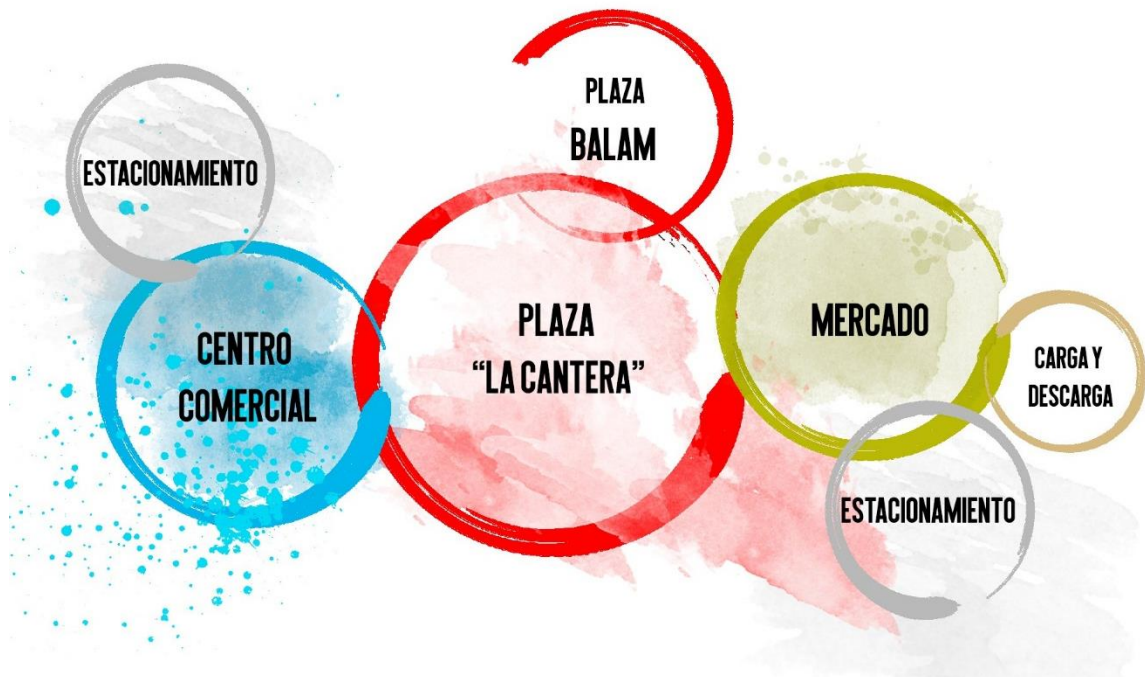 PLAZA
BALAM
ESTACIONAMIENTO
CENTRO
COMERCIAL
PLAZA
“LA CANTERA”
MERCADO
CARGA Y
DESCARGA
ESTACIONAMIENTO